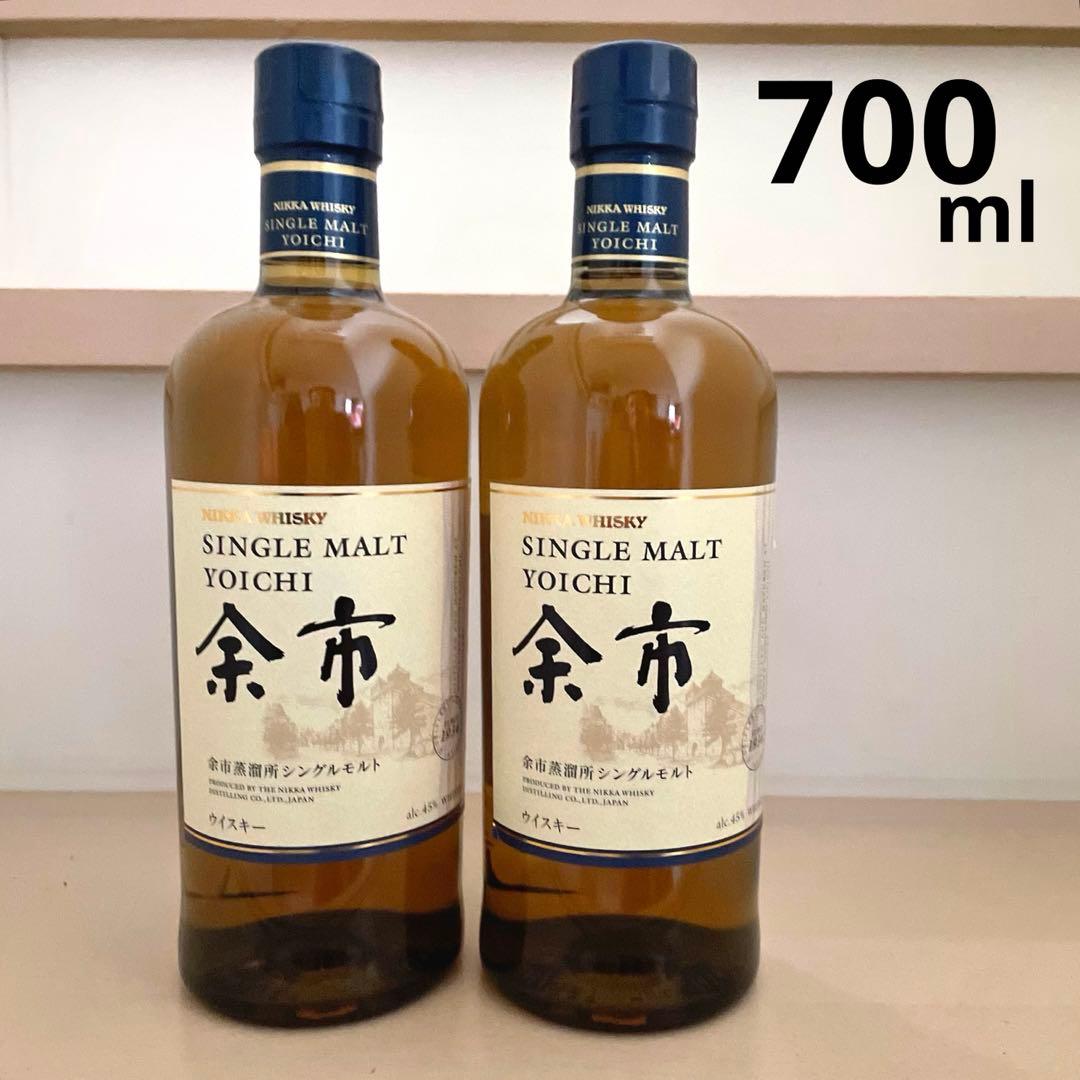 700
ml
NIKKA WHISKY
SINGLE MALT
YOICHI
NIKKA WHISKY
SINGLE MALT
YOICHI
NIKKA WHISKY
SINGLE MALT
YOICHI
余市
余市蒸溜所シングルモルト
PRODUCED BY THE NIKKA WHISKY
DISTILLING CO., LTD., JAPAN
ウイスキー
alc. 45%
NIKKA WHISKY
SINGLE MALT
YOICHI
余市
余市蒸溜所シングルモルト
PRODUCED BY THE NIKKA WHISKY
DISTILLING CO., LTD., JAPAN
ウイスキー
alc. 45%